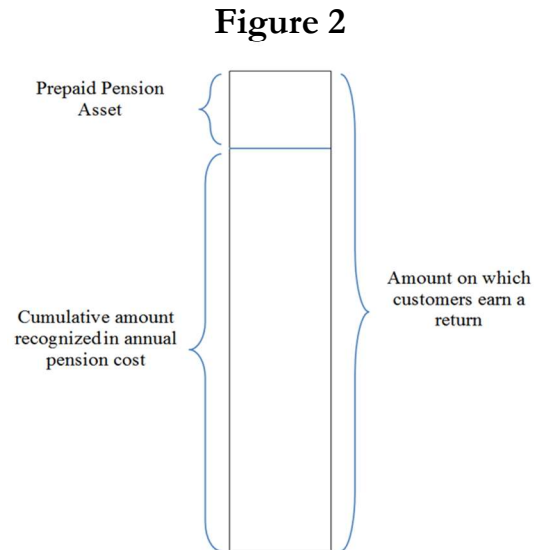 Figure 2
Prepaid Pension
Asset
Cumulative amount
recognized in annual
pension cost
Amount on which
customers earn a
return